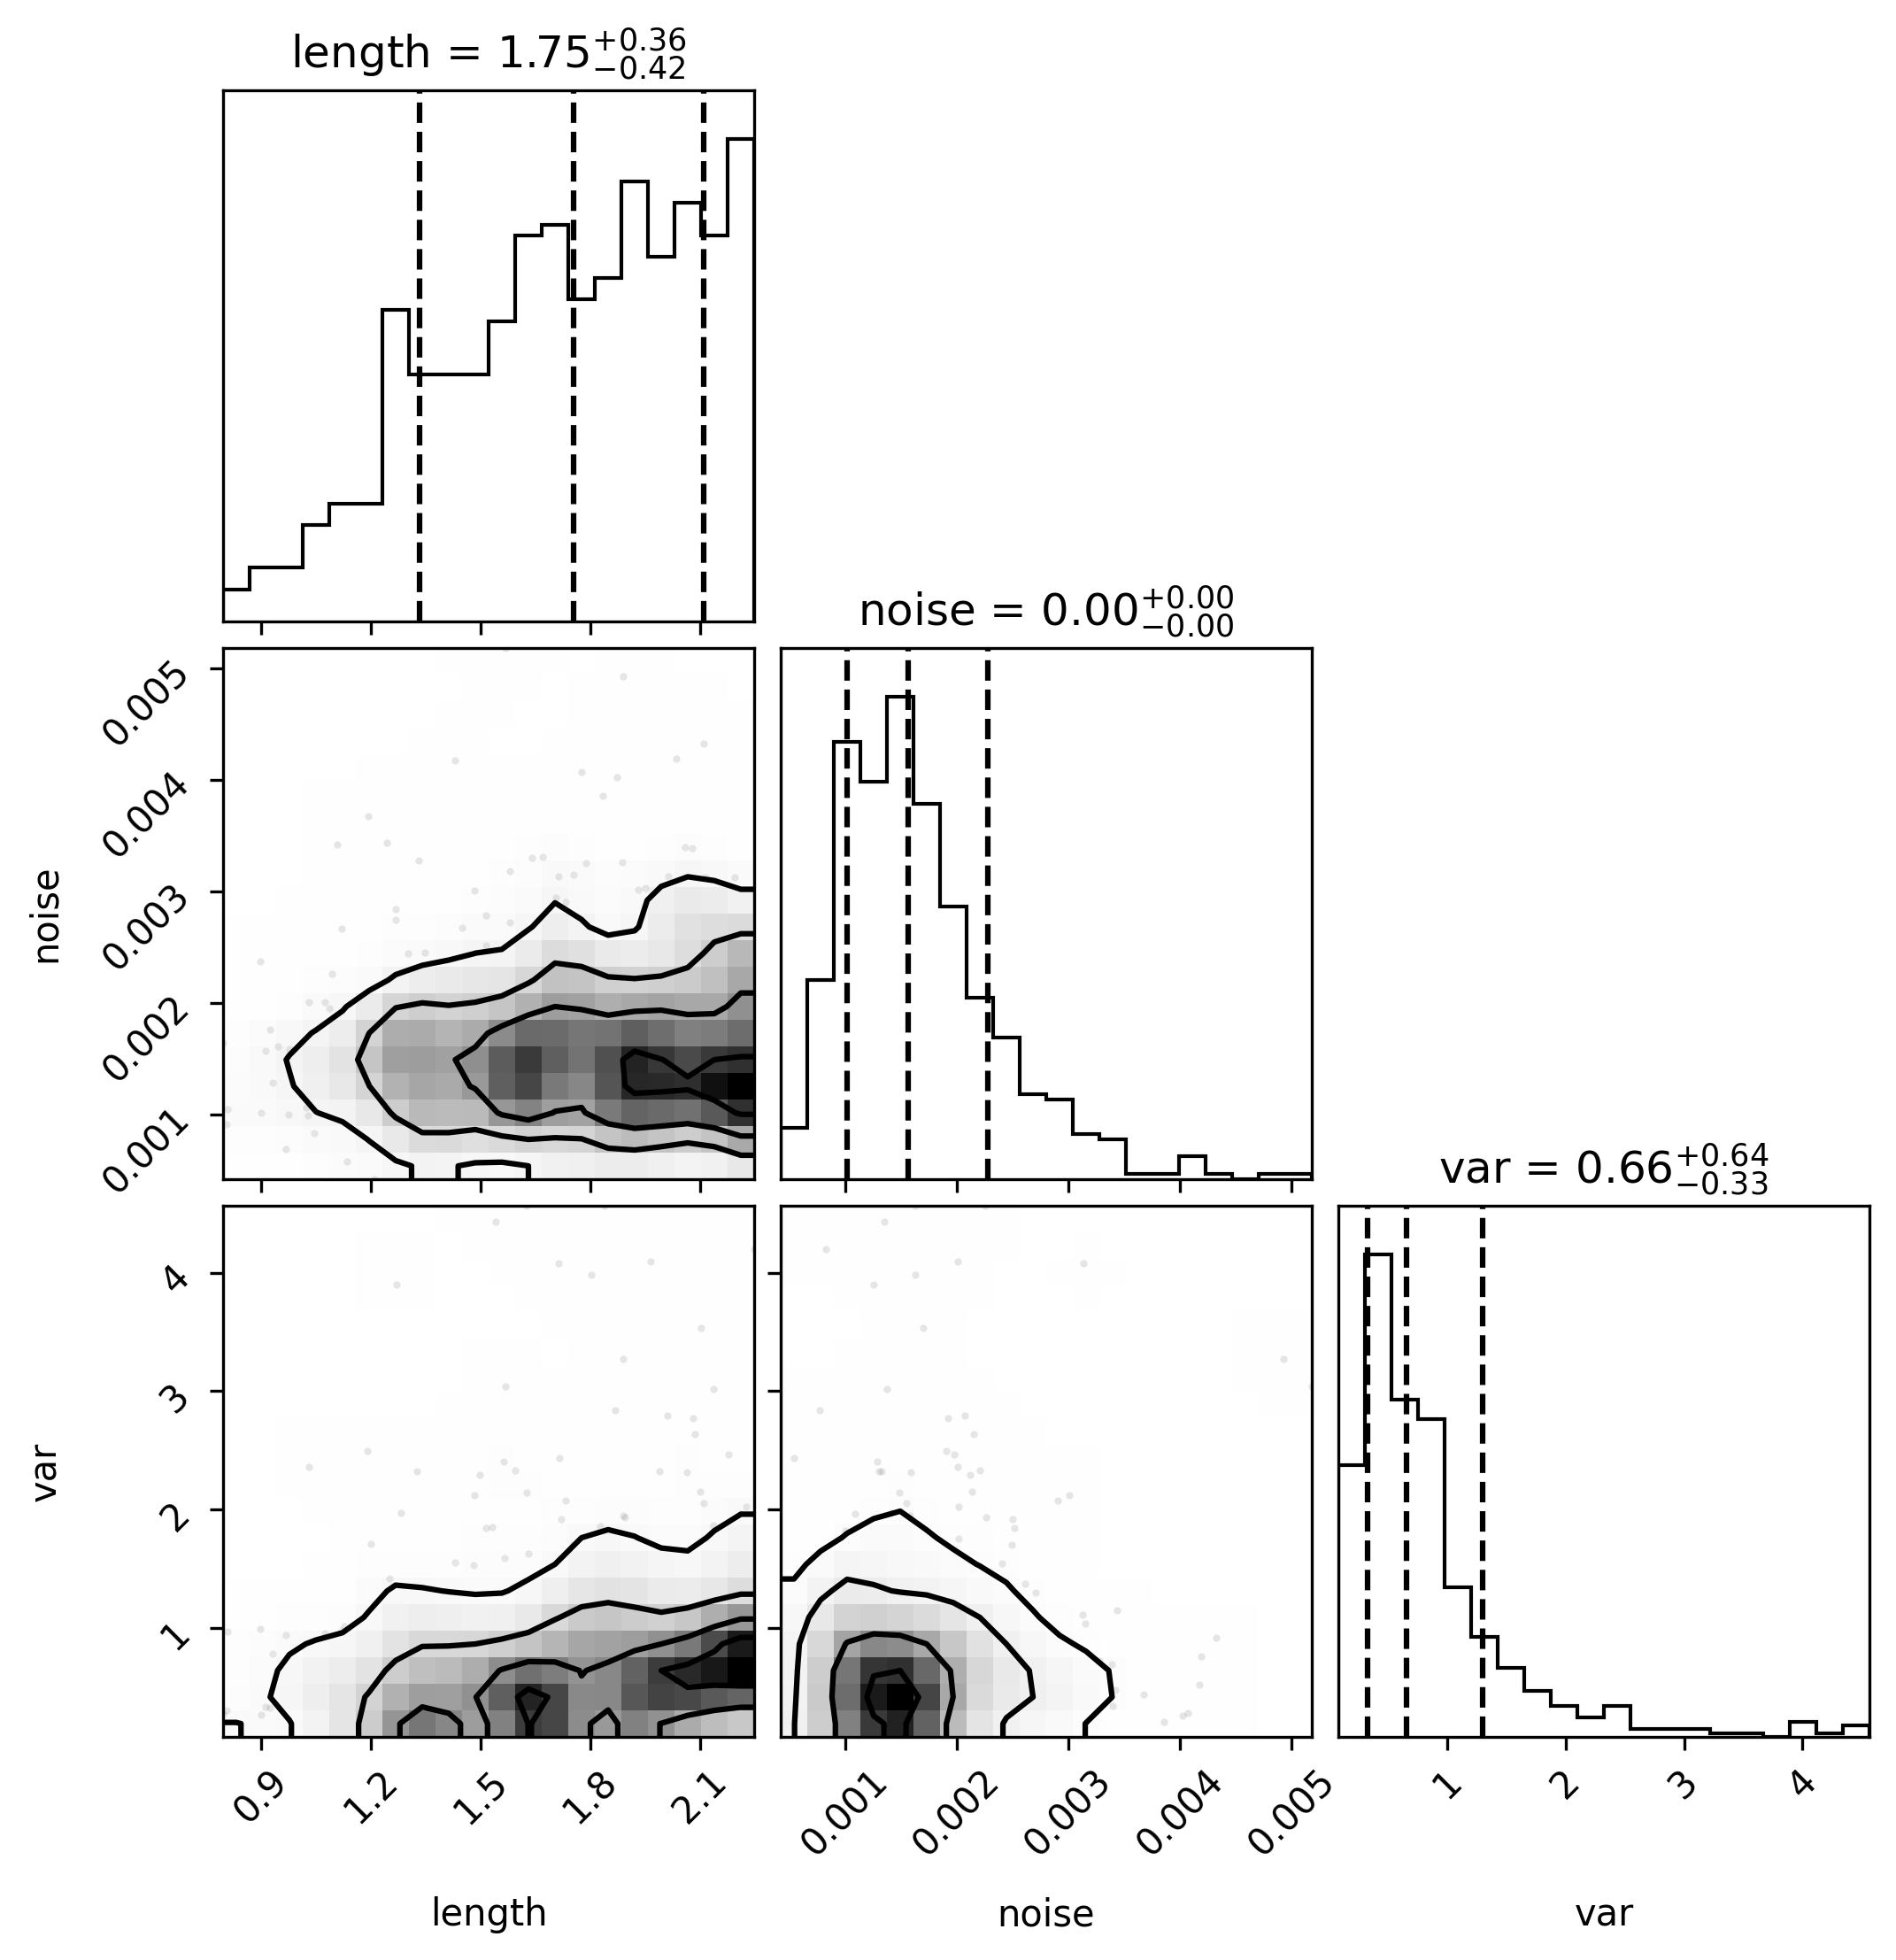 length = 1.75+0.36−0.42
noise = 0.00+0.00−0.00
0.005
0.004
0.003
0.002
0.001
noise
var = 0.66+0.64−0.33
4
3
2
1
var
0.9 1.2 1.5 1.8 2.1 0.001 0.002 0.003 0.004 0.005 1 2 3 4
length noise var